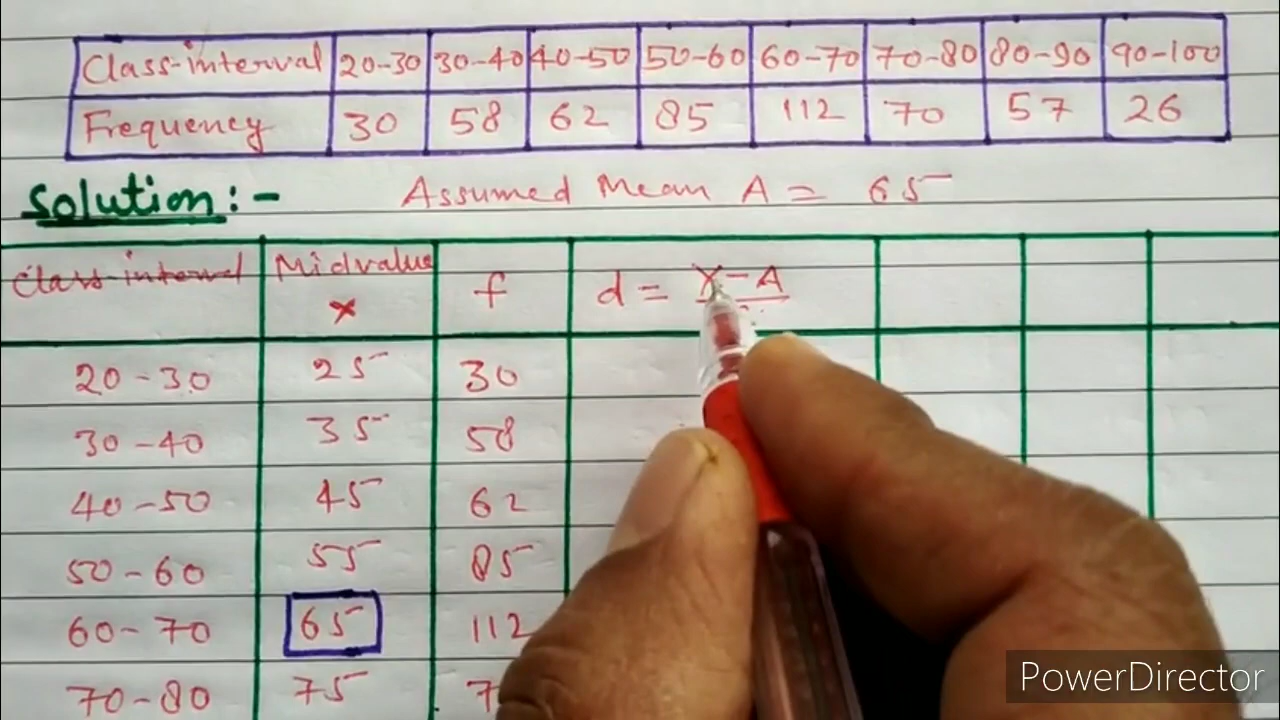 Class-interval 20-30 30-40 40-50 50-60 60-70 70-80 80-90 90-100
Frequency 30 58 62 85 112 70 57 26
Solution:- Assumed Mean A = 65
Class-interval Midvalue x f d = X-A
20-30 25 30
30-40 35 58
40-50 45 62
50-60 55 85
60-70 65 112
70-80 75 7
PowerDirector